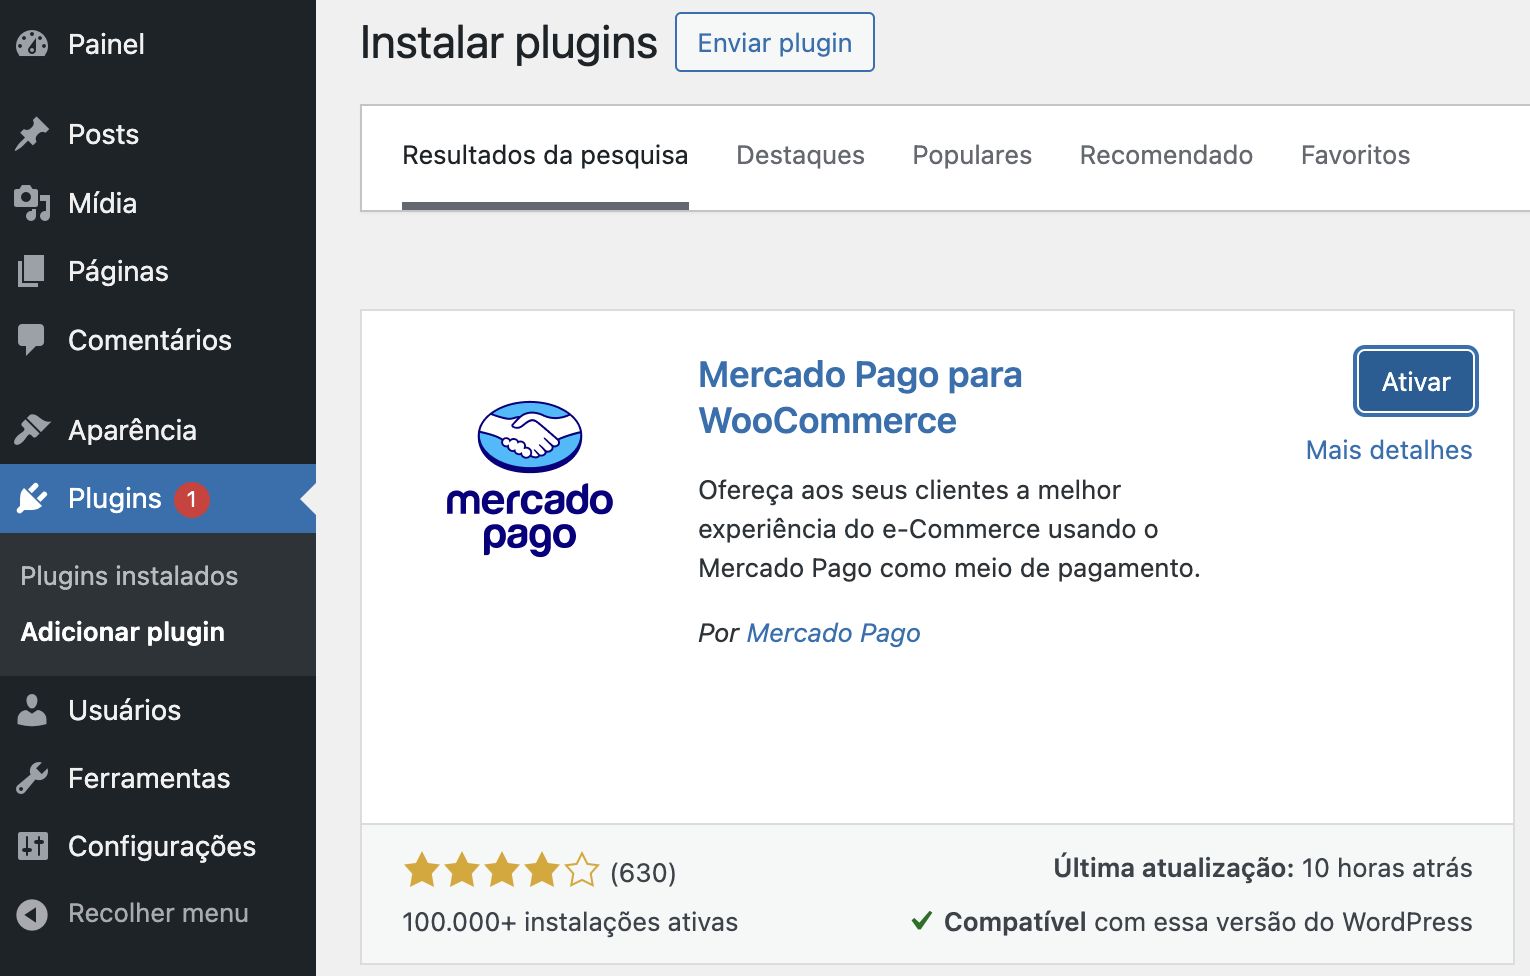 Painel
Posts
Mídia
Páginas
Comentários
Aparência
Plugins 1
Plugins instalados
Adicionar plugin
Usuários
Ferramentas
Configurações
Recolher menu
Instalar plugins
Enviar plugin
Resultados da pesquisa Destaques Populares Recomendado Favoritos
mercado
pago
Mercado Pago para
WooCommerce
Ativar
Mais detalhes
Ofereça aos seus clientes a melhor
experiência do e-Commerce usando o
Mercado Pago como meio de pagamento.
Por Mercado Pago
(630)
100.000+ instalações ativas
Última atualização: 10 horas atrás
Compatível com essa versão do WordPress